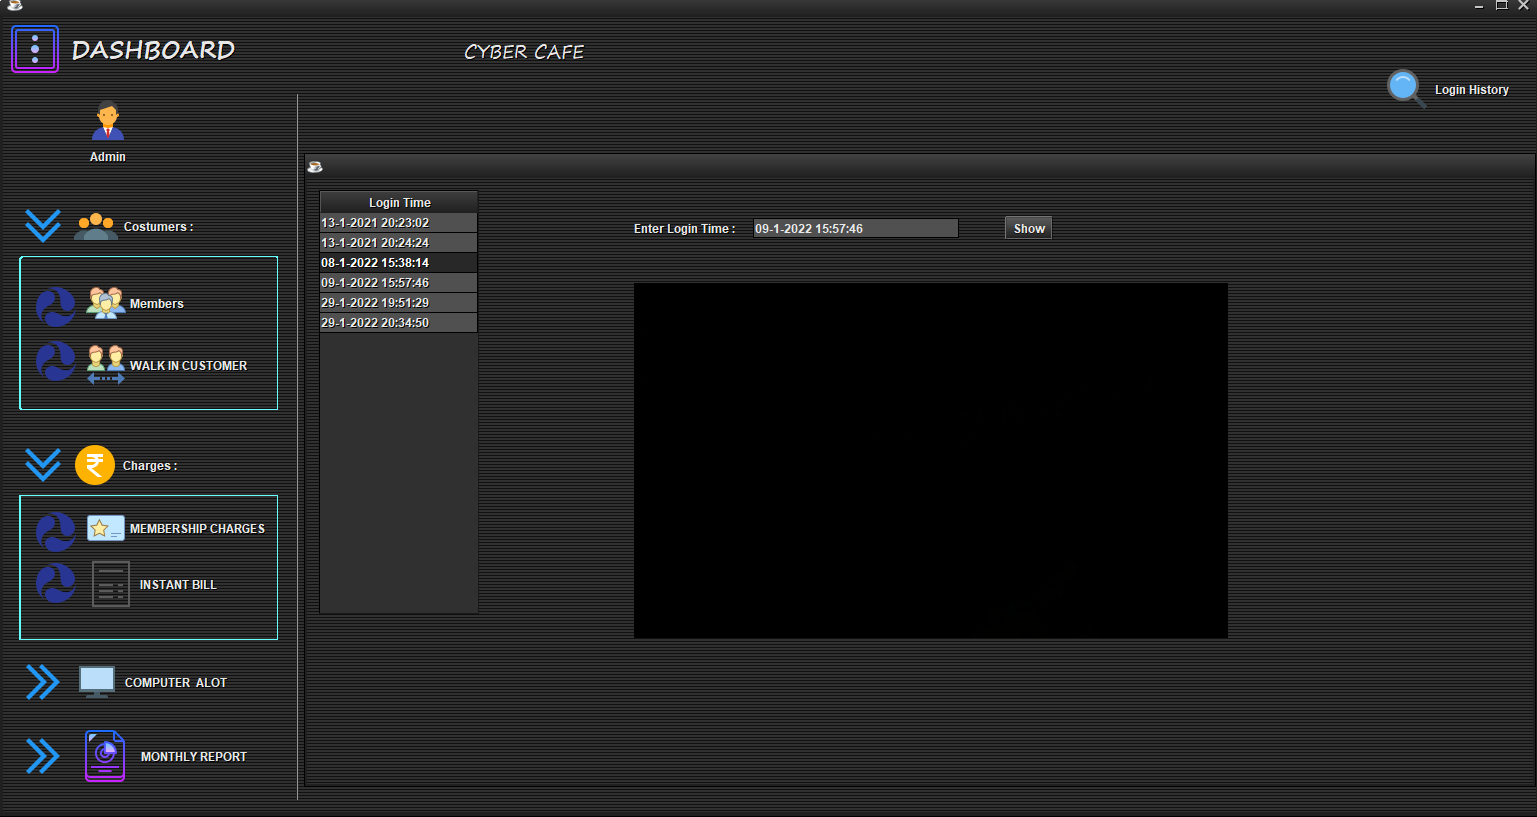 DASHBOARD
CYBER CAFE
Login History
Admin
Costumers :
Members
WALK IN CUSTOMER
Charges :
MEMBERSHIP CHARGES
INSTANT BILL
COMPUTER ALOT
MONTHLY REPORT
Login Time
13-1-2021 20:23:02
13-1-2021 20:24:24
08-1-2022 15:38:14
09-1-2022 15:57:46
29-1-2022 19:51:29
29-1-2022 20:34:50
Enter Login Time : 09-1-2022 15:57:46 Show